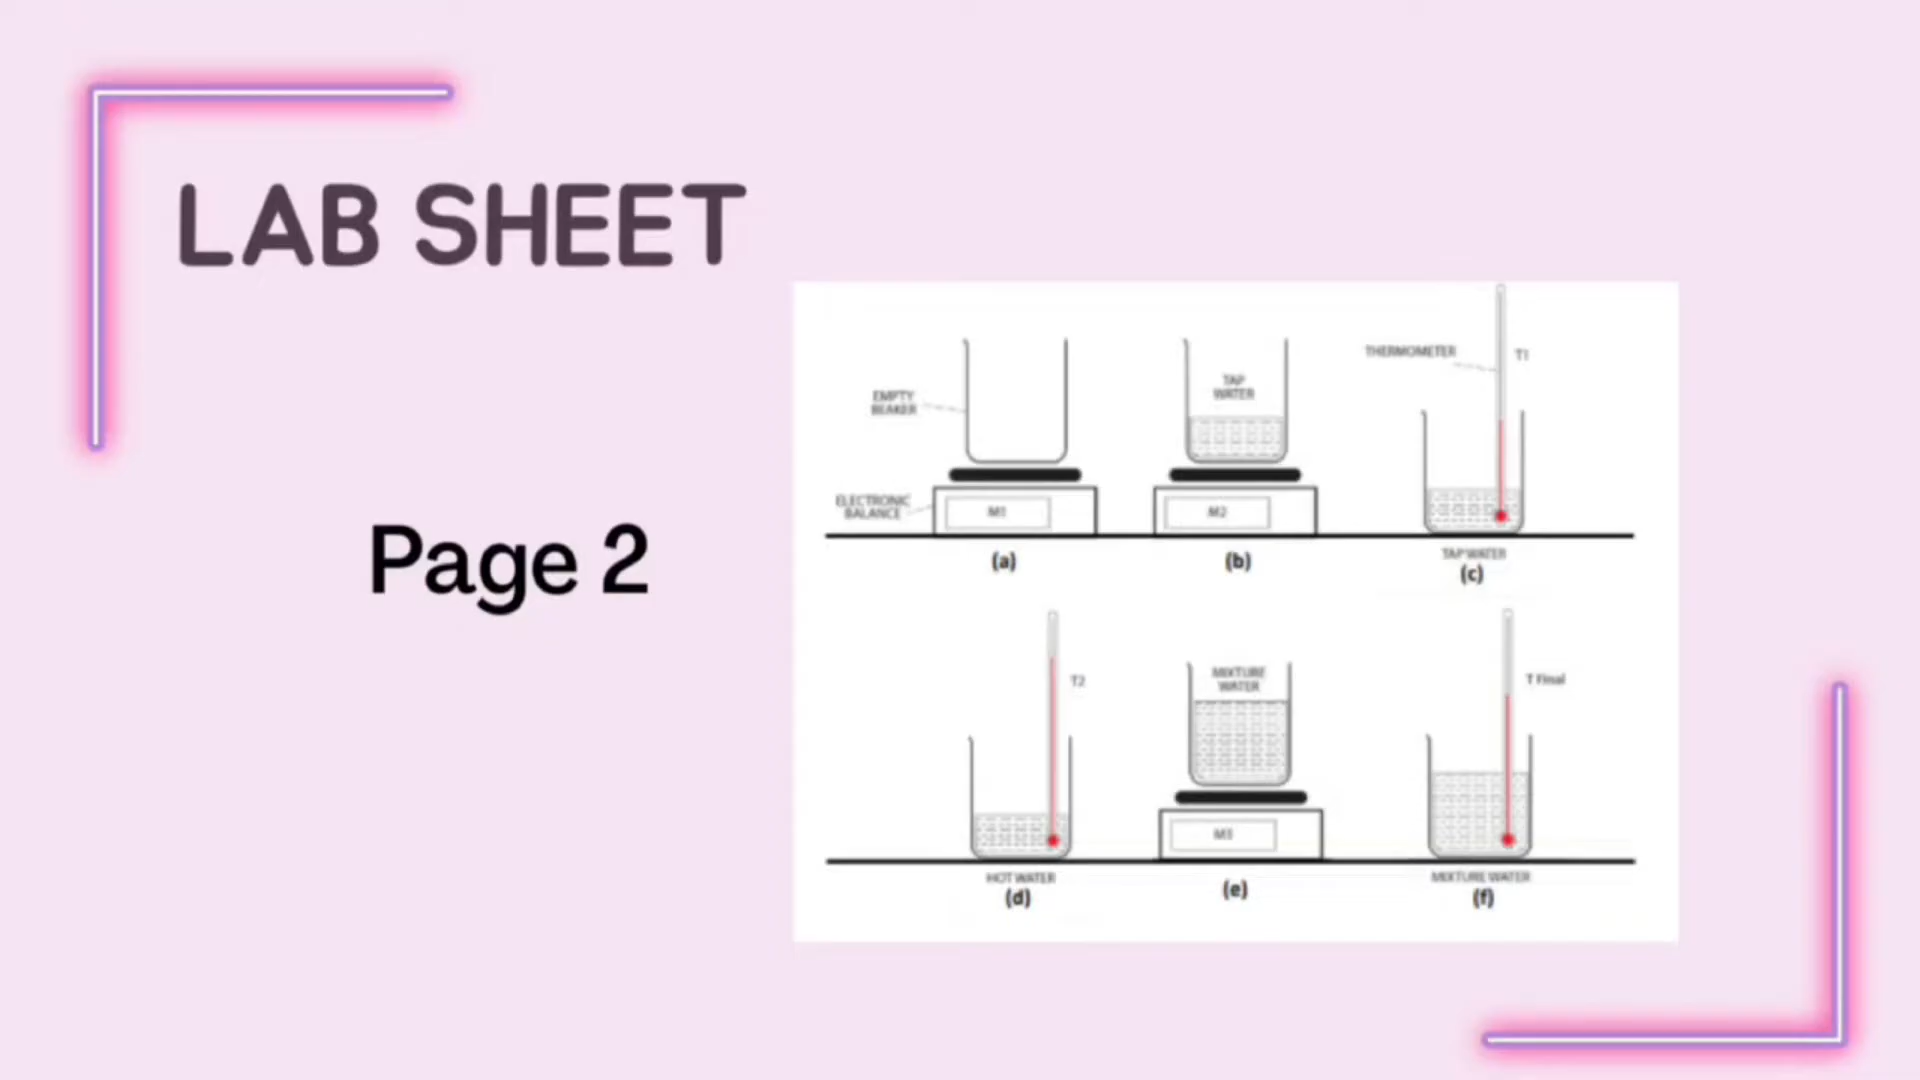 LAB SHEET
Page 2
EMPTY
BEAKER
ELECTRONIC
BALANCE
M1
(a)
TAP
WATER
M2
(b)
THERMOMETER
T1
TAP WATER
(c)
T2
HOT WATER
(d)
MIXTURE
WATER
M3
(e)
T Final
MIXTURE WATER
(f)